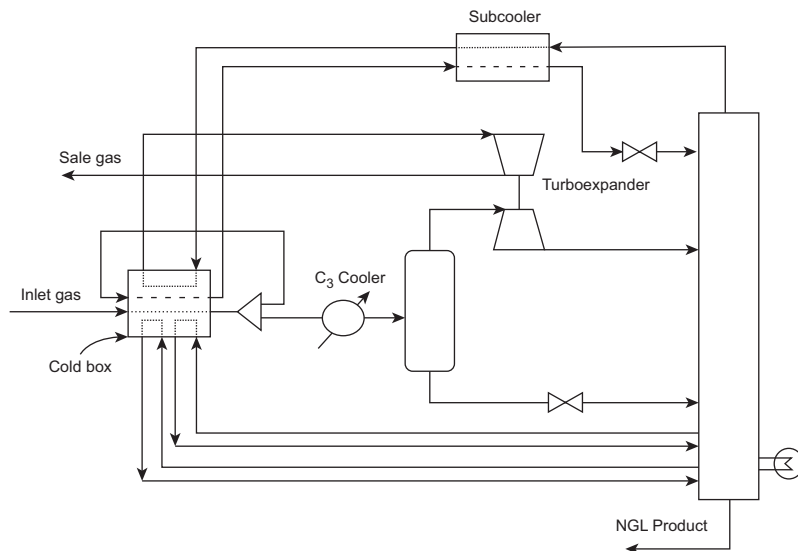 Subcooler
Sale gas
Turboexpander
C₃ Cooler
Inlet gas
Cold box
NGL Product